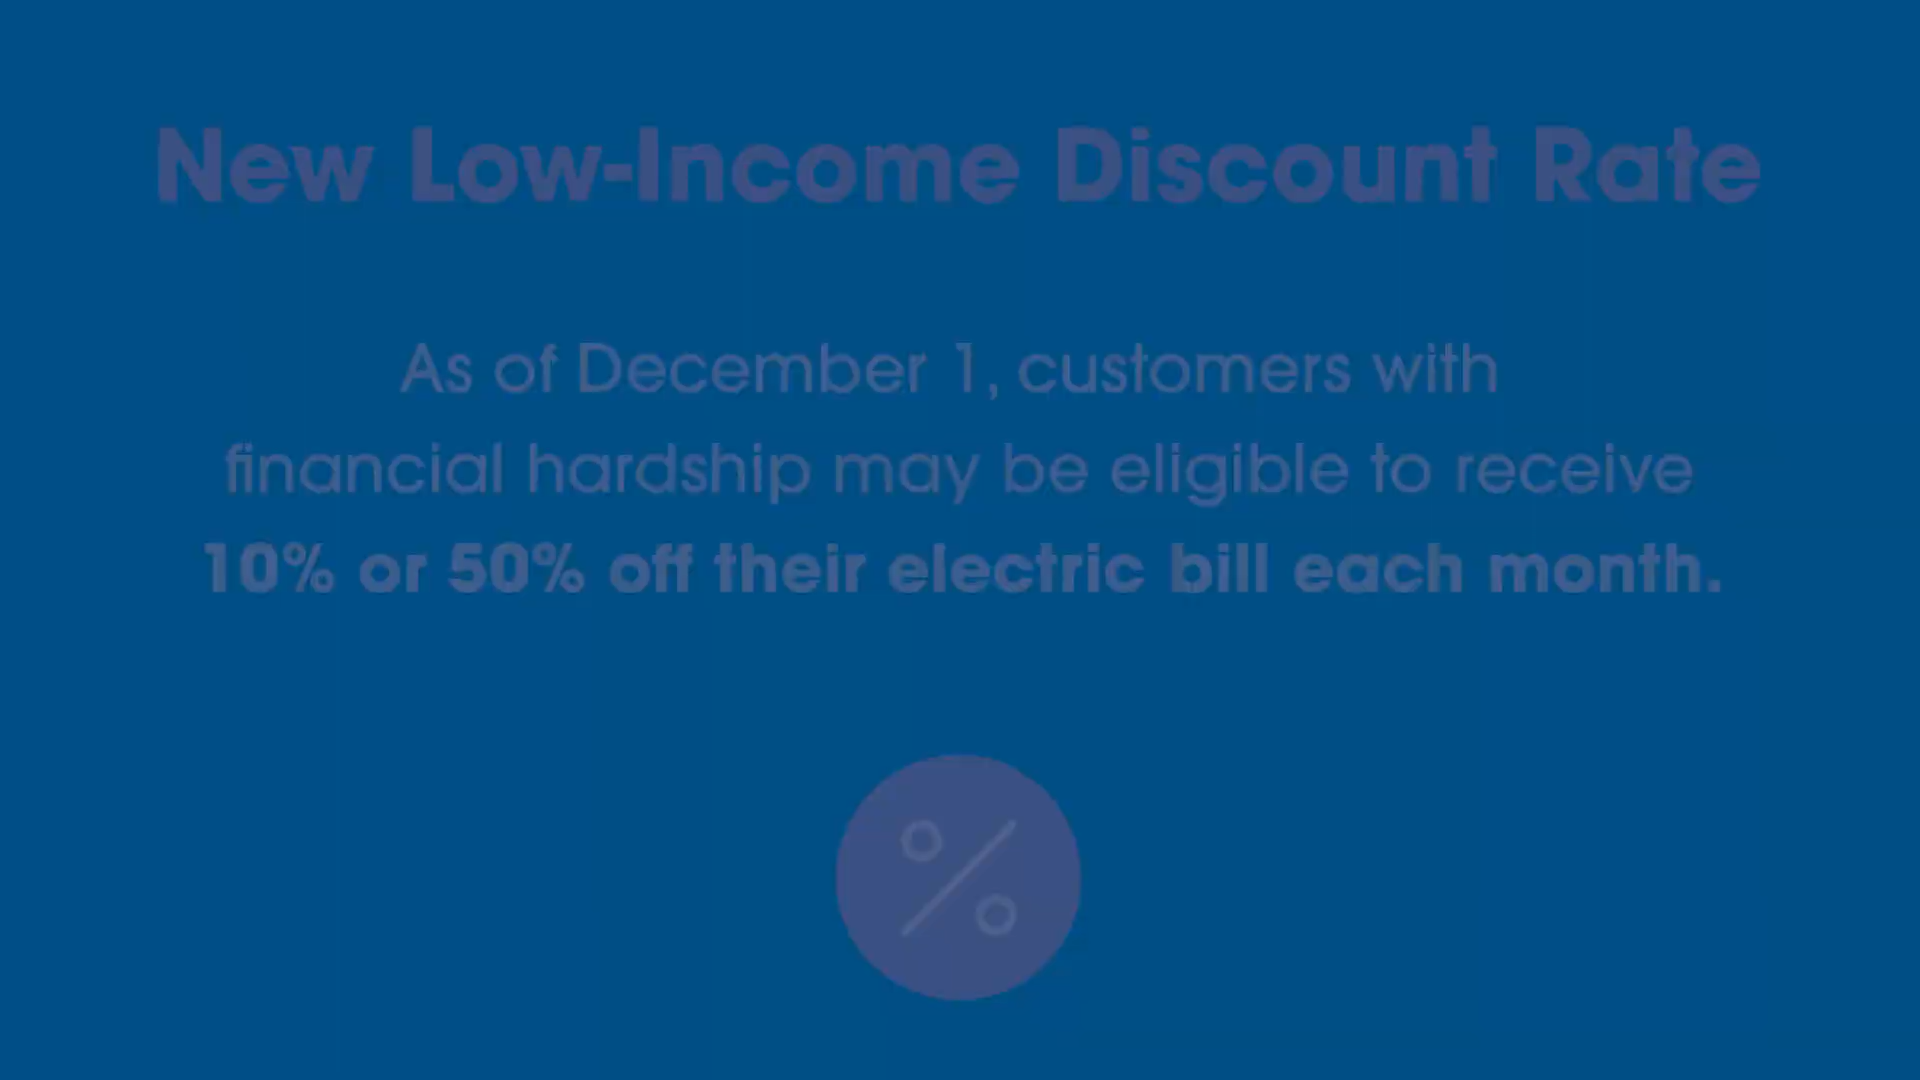 New Low-Income Discount Rate
As of December 1, customers with
financial hardship may be eligible to receive
10% or 50% off their electric bill each month.
%